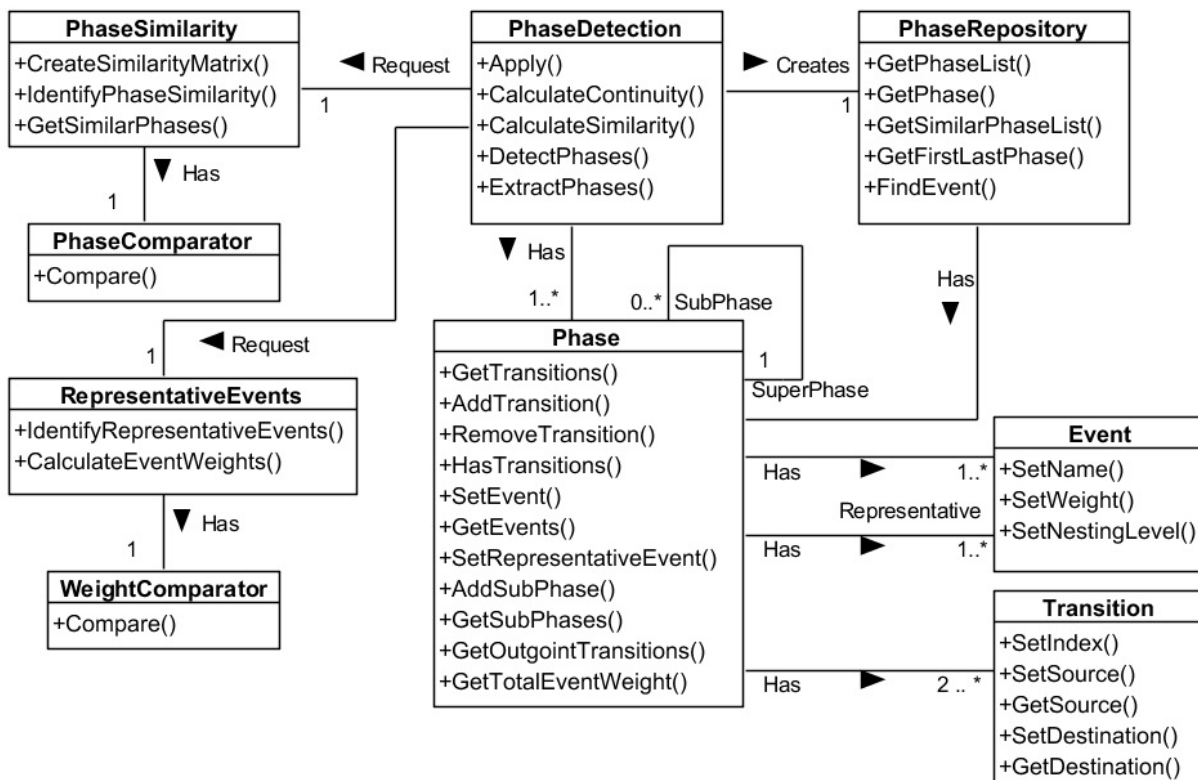 PhaseSimilarity
+CreateSimilarityMatrix()
+IdentifyPhaseSimilarity()
+GetSimilarPhases()
Request
1
PhaseDetection
+Apply()
+CalculateContinuity()
+CalculateSimilarity()
+DetectPhases()
+ExtractPhases()
Creates
1
PhaseRepository
+GetPhaseList()
+GetPhase()
+GetSimilarPhaseList()
+GetFirstLastPhase()
+FindEvent()
Has
1
PhaseComparator
+Compare()
Has
1..*
0..*
SubPhase
1
SuperPhase
Has
Request
1
RepresentativeEvents
+IdentifyRepresentativeEvents()
+CalculateEventWeights()
Has
1
WeightComparator
+Compare()
Phase
+GetTransitions()
+AddTransition()
+RemoveTransition()
+HasTransitions()
+SetEvent()
+GetEvents()
+SetRepresentativeEvent()
+AddSubPhase()
+GetSubPhases()
+GetOutgointTransitions()
+GetTotalEventWeight()
Has
1..*
Representative
Has
1..*
Event
+SetName()
+SetWeight()
+SetNestingLevel()
Has
2 .. *
Transition
+SetIndex()
+SetSource()
+GetSource()
+SetDestination()
+GetDestination()